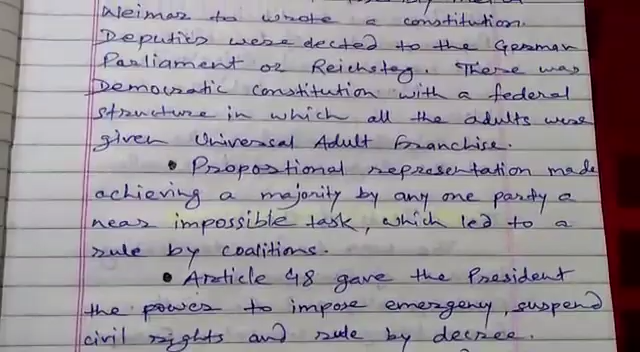 Weimar to wrote a constitution.
Deputies were elected to the German
Parliament or Reichsteg. There was
Democratic constitution with a federal
structure in which all the adults were
given Universal Adult Franchise.
• Propostional representation made
achieving a majority by any one party a
near impossible task, which led to a
rule by coalitions.
• Article 48 gave the President
the power to impose emergency, suspend
civil rights and rule by decree.